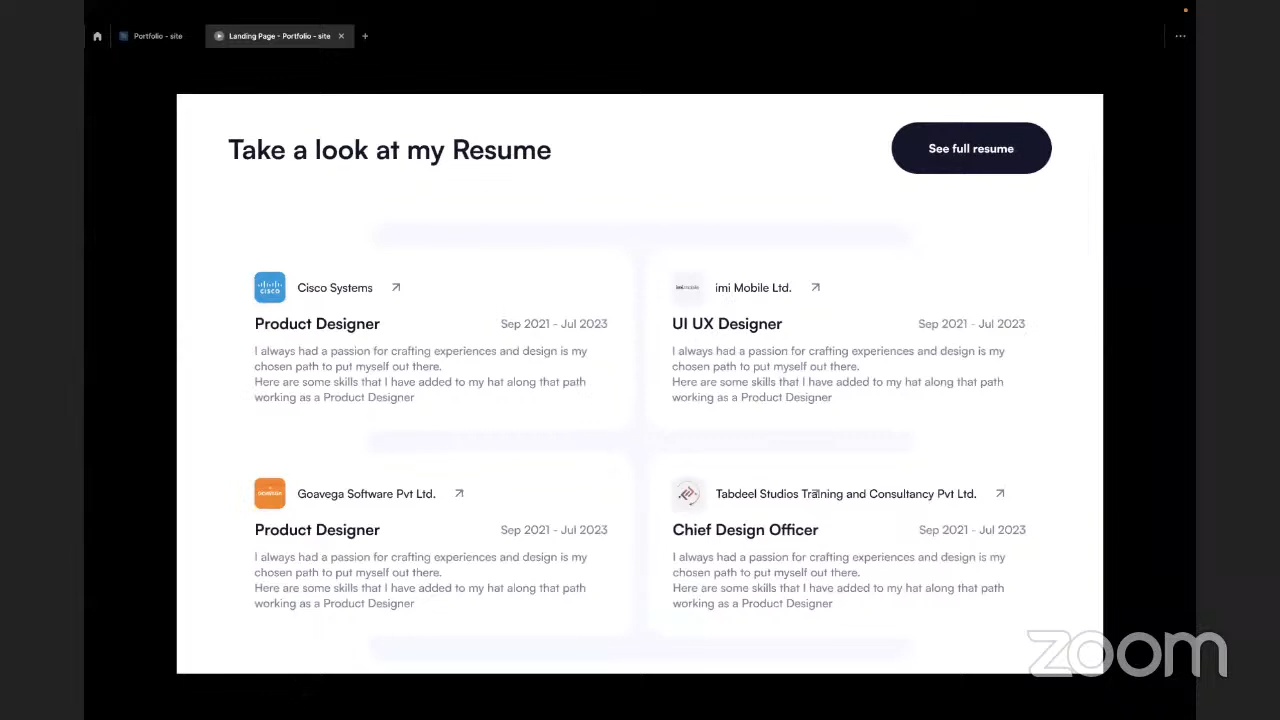 Portfolio - site
Landing Page - Portfolio - site
Take a look at my Resume
See full resume
CISCO
Cisco Systems
Product Designer
Sep 2021 - Jul 2023
I always had a passion for crafting experiences and design is my
chosen path to put myself out there.
Here are some skills that I have added to my hat along that path
working as a Product Designer
imimobile
imi Mobile Ltd.
UI UX Designer
Sep 2021 - Jul 2023
I always had a passion for crafting experiences and design is my
chosen path to put myself out there.
Here are some skills that I have added to my hat along that path
working as a Product Designer
Goavega Software Pvt Ltd.
Product Designer
Sep 2021 - Jul 2023
I always had a passion for crafting experiences and design is my
chosen path to put myself out there.
Here are some skills that I have added to my hat along that path
working as a Product Designer
Tabdeel Studios Training and Consultancy Pvt Ltd.
Chief Design Officer
Sep 2021 - Jul 2023
I always had a passion for crafting experiences and design is my
chosen path to put myself out there.
Here are some skills that I have added to my hat along that path
working as a Product Designer
zoom